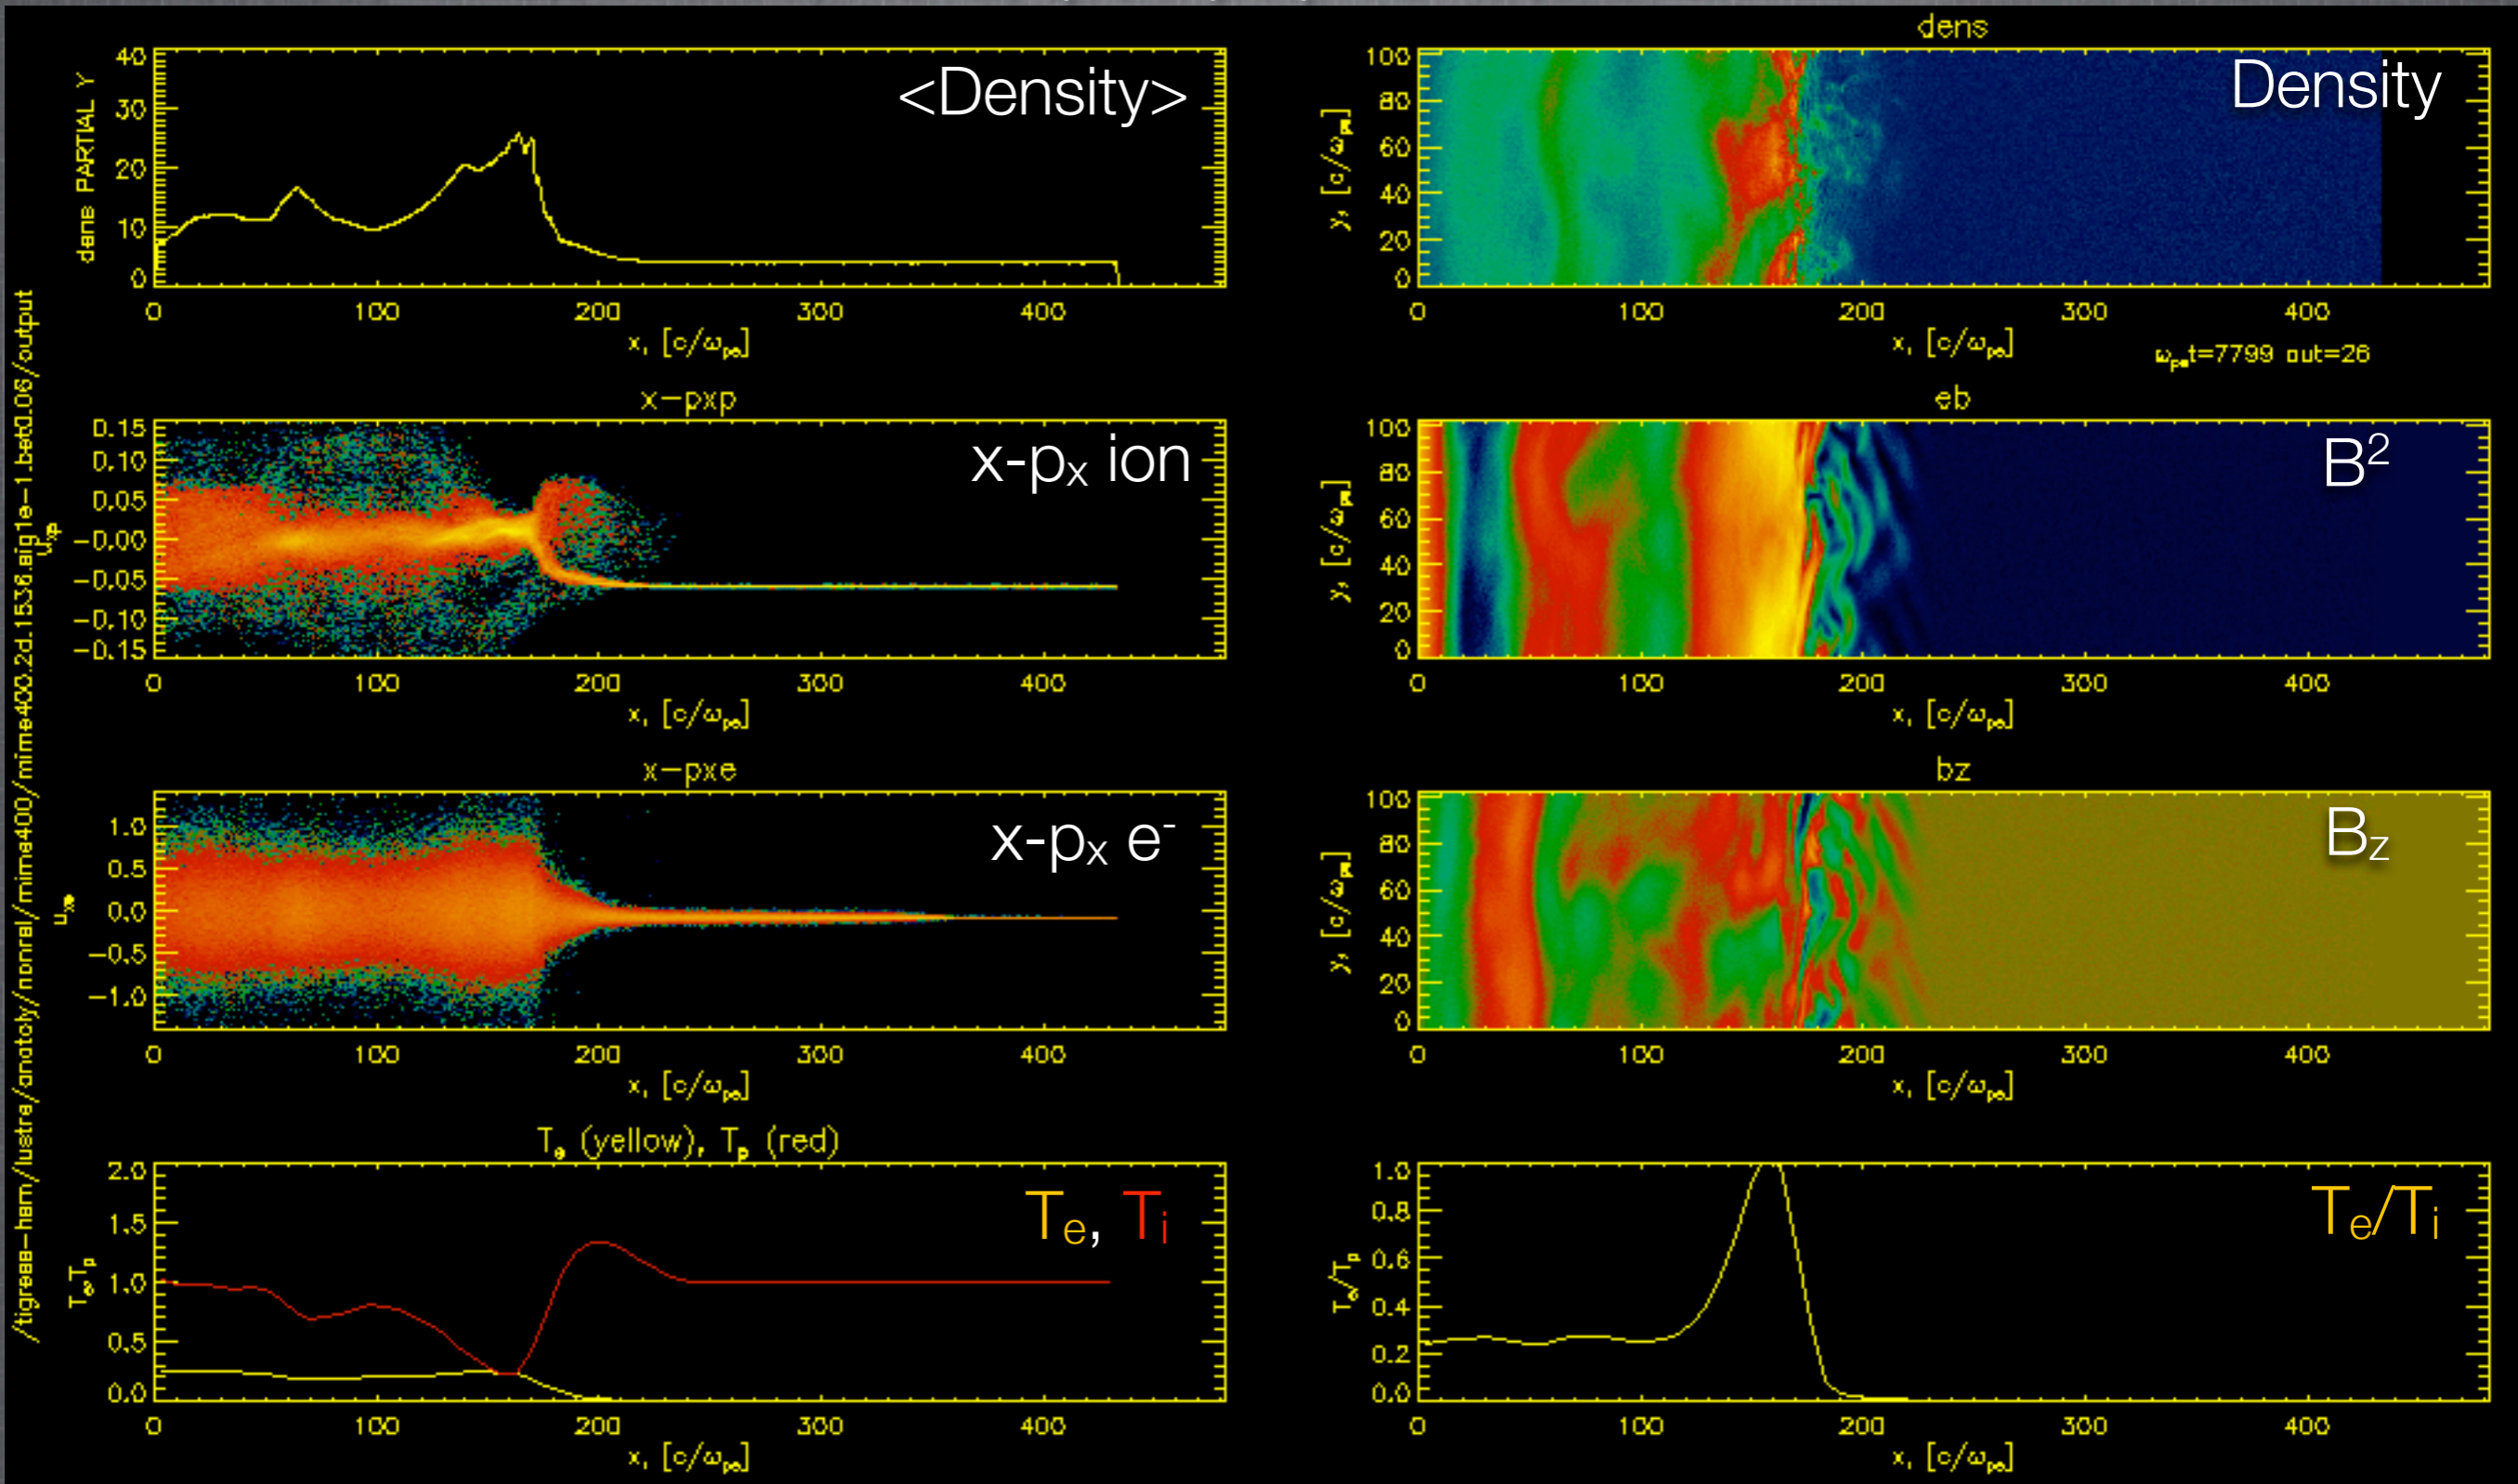 <Density>
dens PARTIAL Y
40
30
20
10
0
0 100 200 300 400
x, [c/ωpe]
dens
Density
y, [c/ωpe]
100
80
60
40
20
0
0 100 200 300 400
x, [c/ωpe]
ωpet=7799 out=26
x-pxp
x-px ion
uxp
0.15
0.10
0.05
-0.00
-0.05
-0.10
-0.15
0 100 200 300 400
x, [c/ωpe]
eb
B2
y, [c/ωpe]
100
80
60
40
20
0
0 100 200 300 400
x, [c/ωpe]
x-pxe
x-px e-
uxe
1.0
0.5
0.0
-0.5
-1.0
0 100 200 300 400
x, [c/ωpe]
bz
Bz
y, [c/ωpe]
100
80
60
40
20
0
0 100 200 300 400
x, [c/ωpe]
Te (yellow), Tp (red)
Te, Ti
Te,Tp
2.0
1.5
1.0
0.5
0.0
0 100 200 300 400
x, [c/ωpe]
Te/Ti
Te/Tp
1.0
0.8
0.6
0.4
0.2
0.0
0 100 200 300 400
x, [c/ωpe]